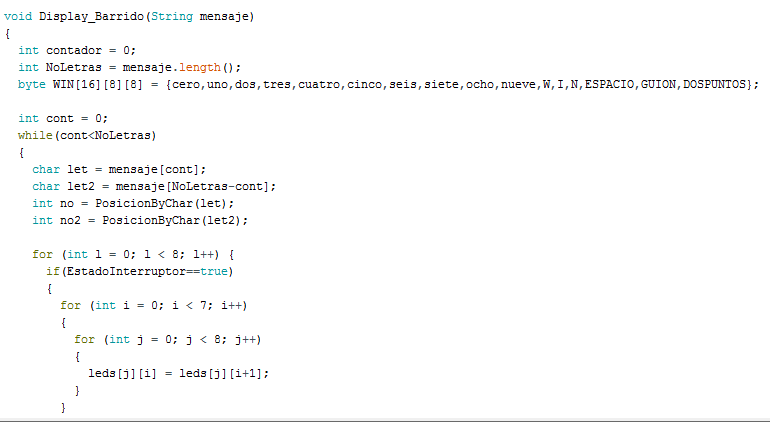 void Display_Barrido(String mensaje)
{
  int contador = 0;
  int NoLetras = mensaje.length();
  byte WIN[16][8][8] = {cero,uno,dos,tres,cuatro,cinco,seis,siete,ocho,nueve,W,I,N,ESPACIO,GUION,DOSPUNTOS};

  int cont = 0;
  while(cont<NoLetras)
  {
    char let = mensaje[cont];
    char let2 = mensaje[NoLetras-cont];
    int no = PosicionByChar(let);
    int no2 = PosicionByChar(let2);

    for (int l = 0; l < 8; l++) {
      if(EstadoInterruptor==true)
      {
        for (int i = 0; i < 7; i++)
        {
          for (int j = 0; j < 8; j++)
          {
            leds[j][i] = leds[j][i+1];
          }
        }